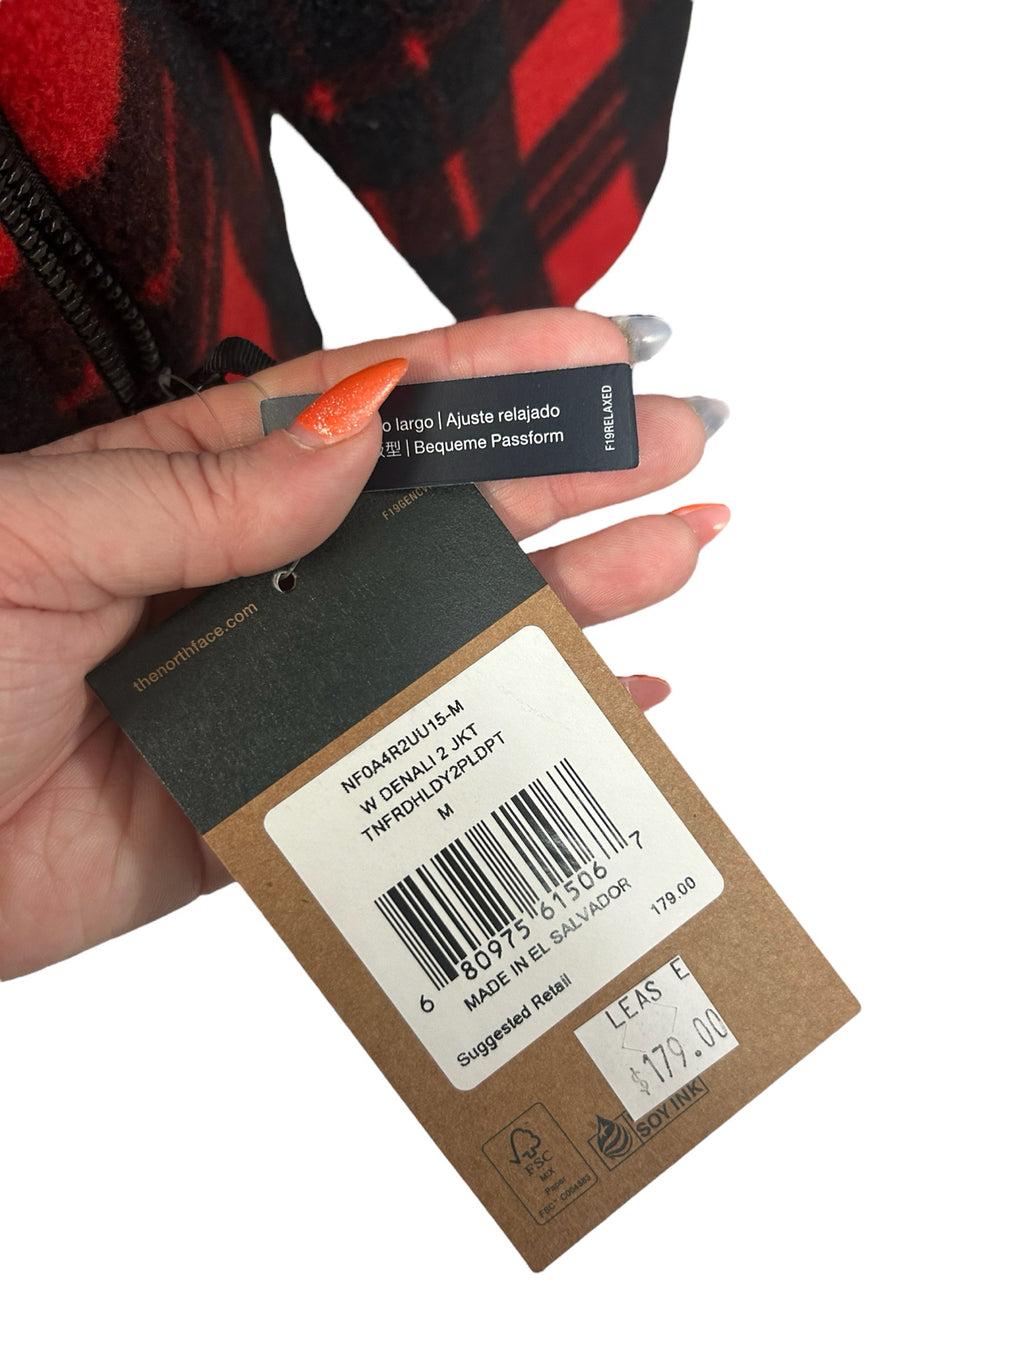 o largo | Ajuste relajado
型 | Bequeme Passform
F19RELAXED
thenorthface.com
NF0A4R2UU15-M
W DENALI 2 JKT
TNFRDHLDY2PLDPT
M
6 80975 61506 7
MADE IN EL SALVADOR
179.00
Suggested Retail
LEAS E
$179.00
FSC
MIX
Paper
SOY INK